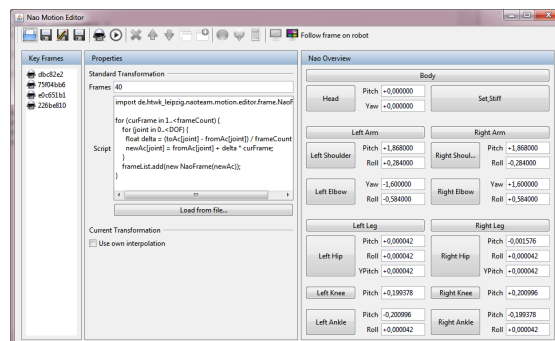 Nao Motion Editor
Follow frame on robot
Key Frames
dbc82e2
75f04bb6
e0c651b1
226be810
Properties
Standard Transformation
Frames 40
Script
import de.htwk_leipzig.naoteam.motion.editor.frame.NaoF
for (curFrame in 1..<frameCount) {
for (joint in 0..<DOF) {
float delta = (toAc[joint] - fromAc[joint]) / frameCount
newAc[joint] = fromAc[joint] + delta * curFrame;
}
frameList.add(new NaoFrame(newAc));
}
Load from file...
Current Transformation
Use own interpolation
Nao Overview
Body
Head
Pitch +0,000000
Yaw +0,000000
Set_Stiff
Left Arm
Right Arm
Left Shoulder
Pitch +1,868000
Roll +0,284000
Right Shoul...
Pitch +1,868000
Roll -0,284000
Left Elbow
Yaw -1,600000
Roll -0,584000
Right Elbow
Yaw +1,600000
Roll +0,584000
Left Leg
Right Leg
Left Hip
Pitch +0,000042
Roll +0,000042
YPitch +0,000042
Right Hip
Pitch -0,001576
Roll +0,000042
YPitch +0,000042
Left Knee
Pitch +0,199378
Right Knee
Pitch +0,200996
Left Ankle
Pitch -0,200996
Roll +0,000042
Right Ankle
Pitch -0,199378
Roll +0,000042